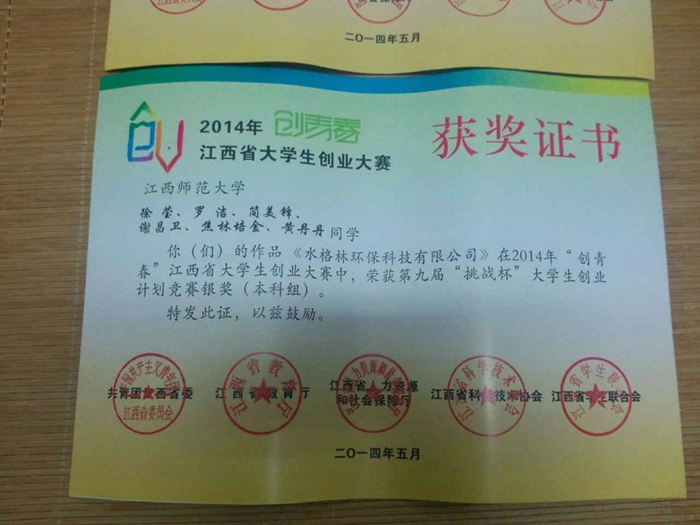 二〇一四年五月
2014年 创青春
江西省大学生创业大赛
获奖证书
江西师范大学
徐莹、罗洁、简美锋、
谢昌卫、焦林培金、黄丹丹同学
你（们）的作品《水格林环保科技有限公司》在2014年“创青
春”江西省大学生创业大赛中，荣获第九届“挑战杯”大学生创业
计划竞赛银奖（本科组）。
特发此证，以兹鼓励。
共青团江西省委 江西省教育厅 江西省人力资源和社会保障厅 江西省科学技术协会 江西省学生联合会
二〇一四年五月